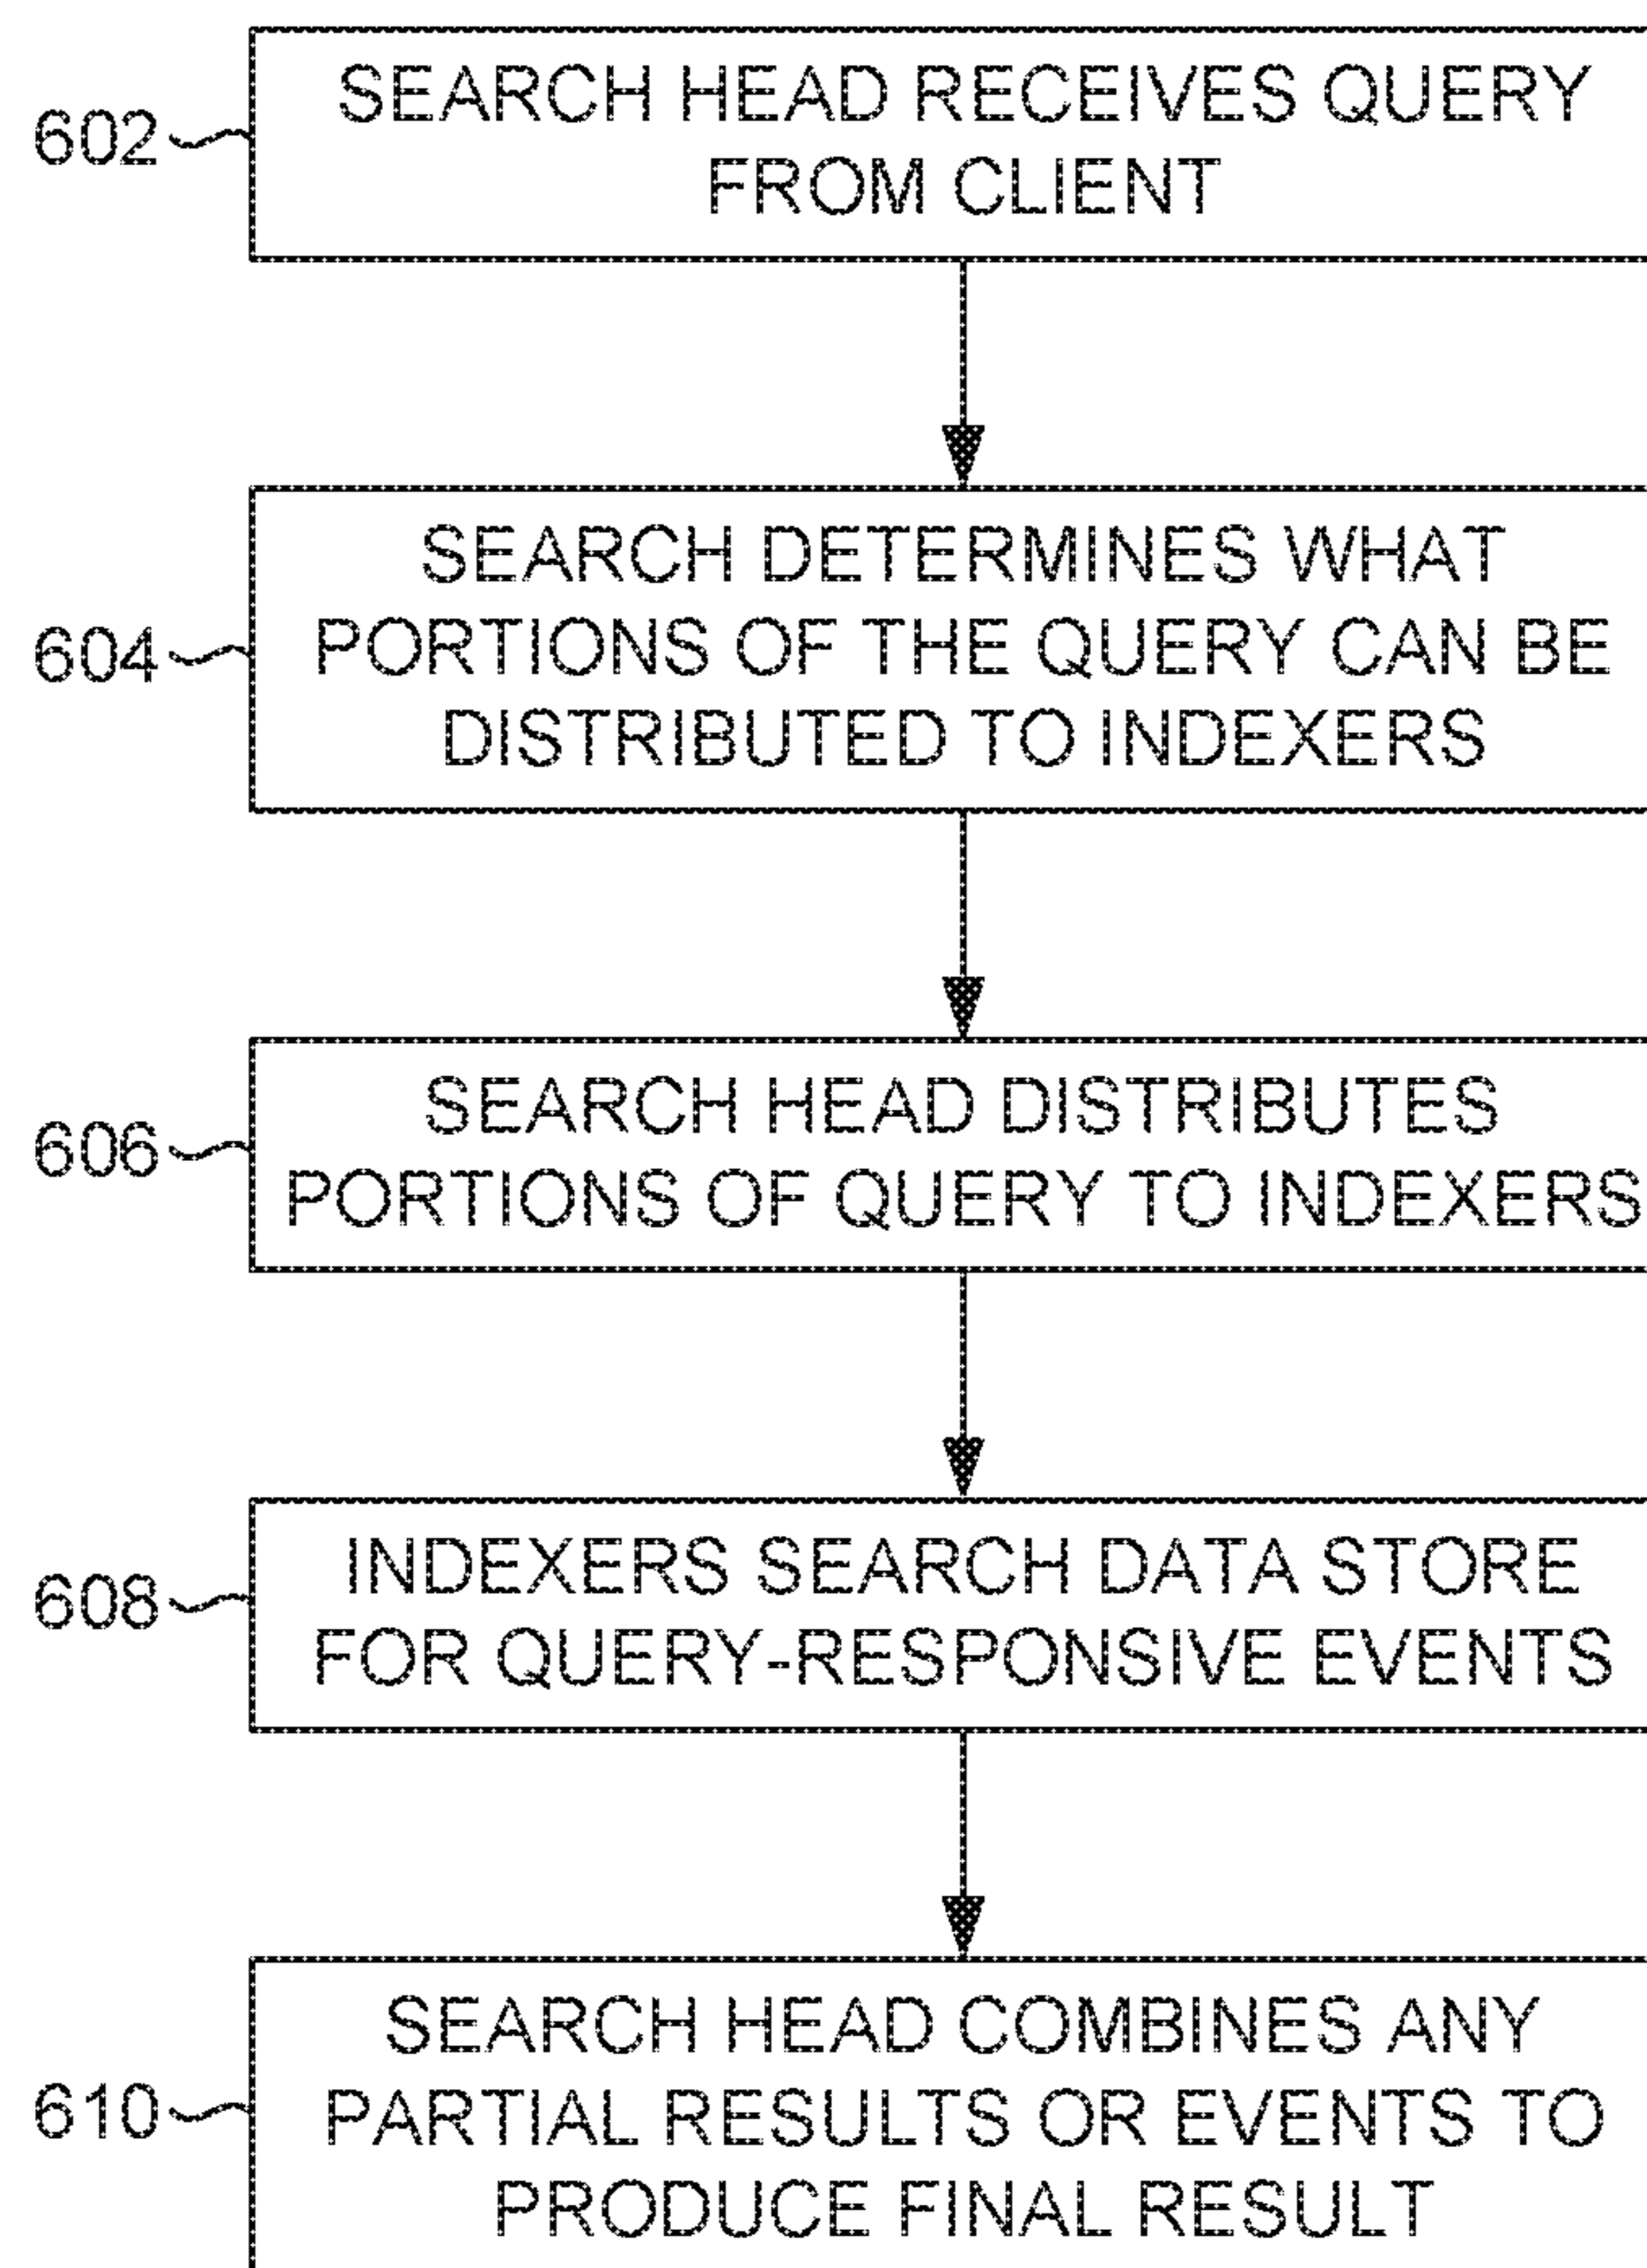 SEARCH HEAD RECEIVES QUERY
FROM CLIENT
602
SEARCH DETERMINES WHAT
PORTIONS OF THE QUERY CAN BE
DISTRIBUTED TO INDEXERS
604
SEARCH HEAD DISTRIBUTES
PORTIONS OF QUERY TO INDEXERS
606
INDEXERS SEARCH DATA STORE
FOR QUERY-RESPONSIVE EVENTS
608
SEARCH HEAD COMBINES ANY
PARTIAL RESULTS OR EVENTS TO
PRODUCE FINAL RESULT
610